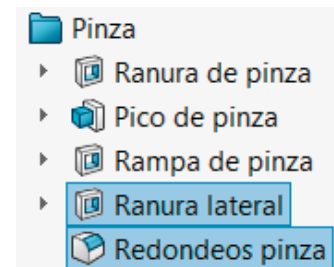 Pinza
Ranura de pinza
Pico de pinza
Rampa de pinza
Ranura lateral
Redondeos pinza